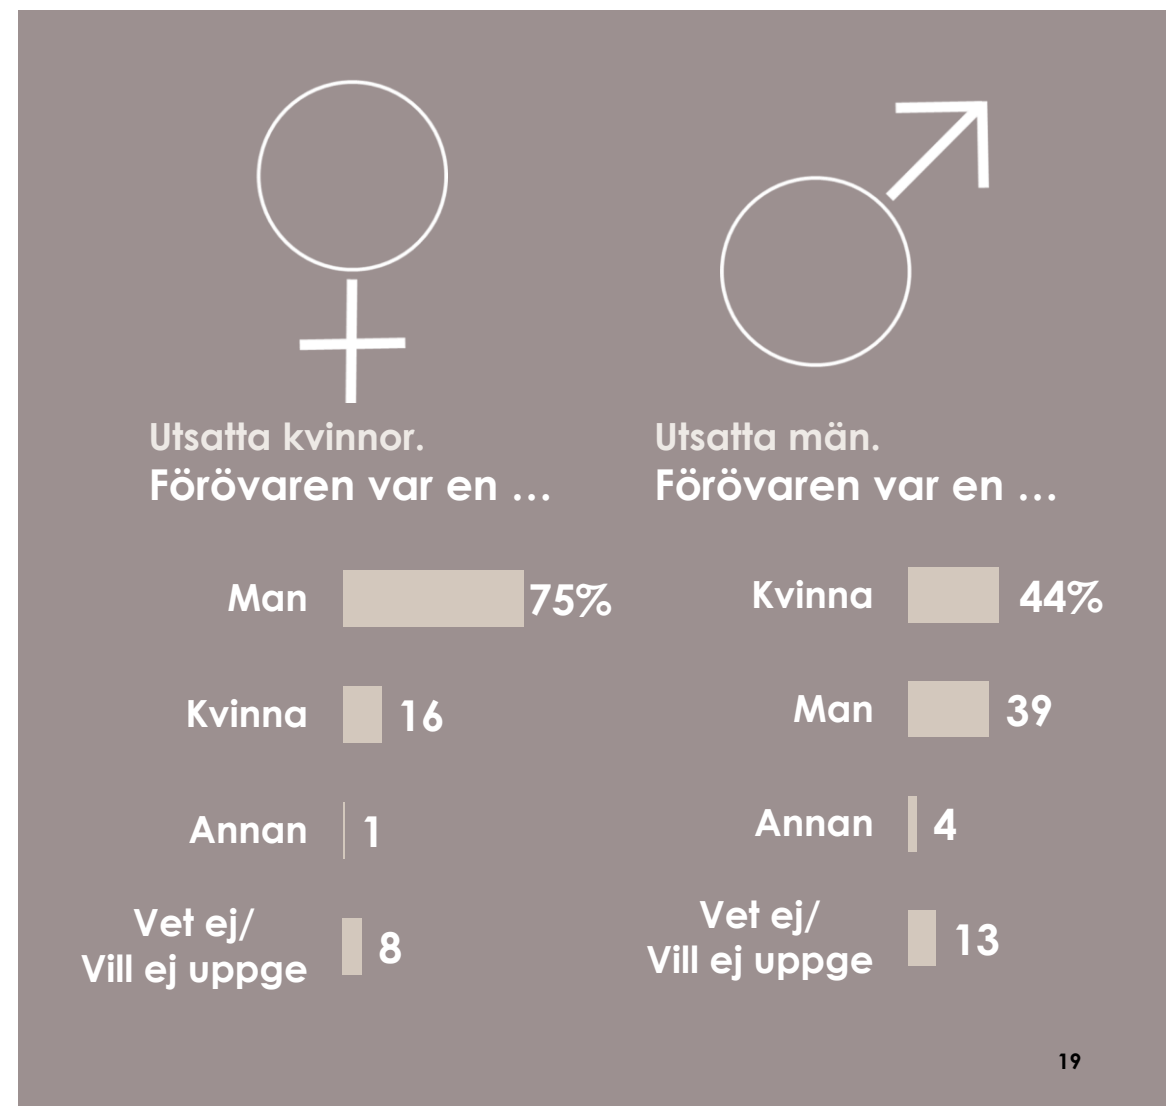 Utsatta kvinnor.
Förövaren var en …
Man 75%
Kvinna 16
Annan 1
Vet ej/
Vill ej uppge 8
Utsatta män.
Förövaren var en …
Kvinna 44%
Man 39
Annan 4
Vet ej/
Vill ej uppge 13
19